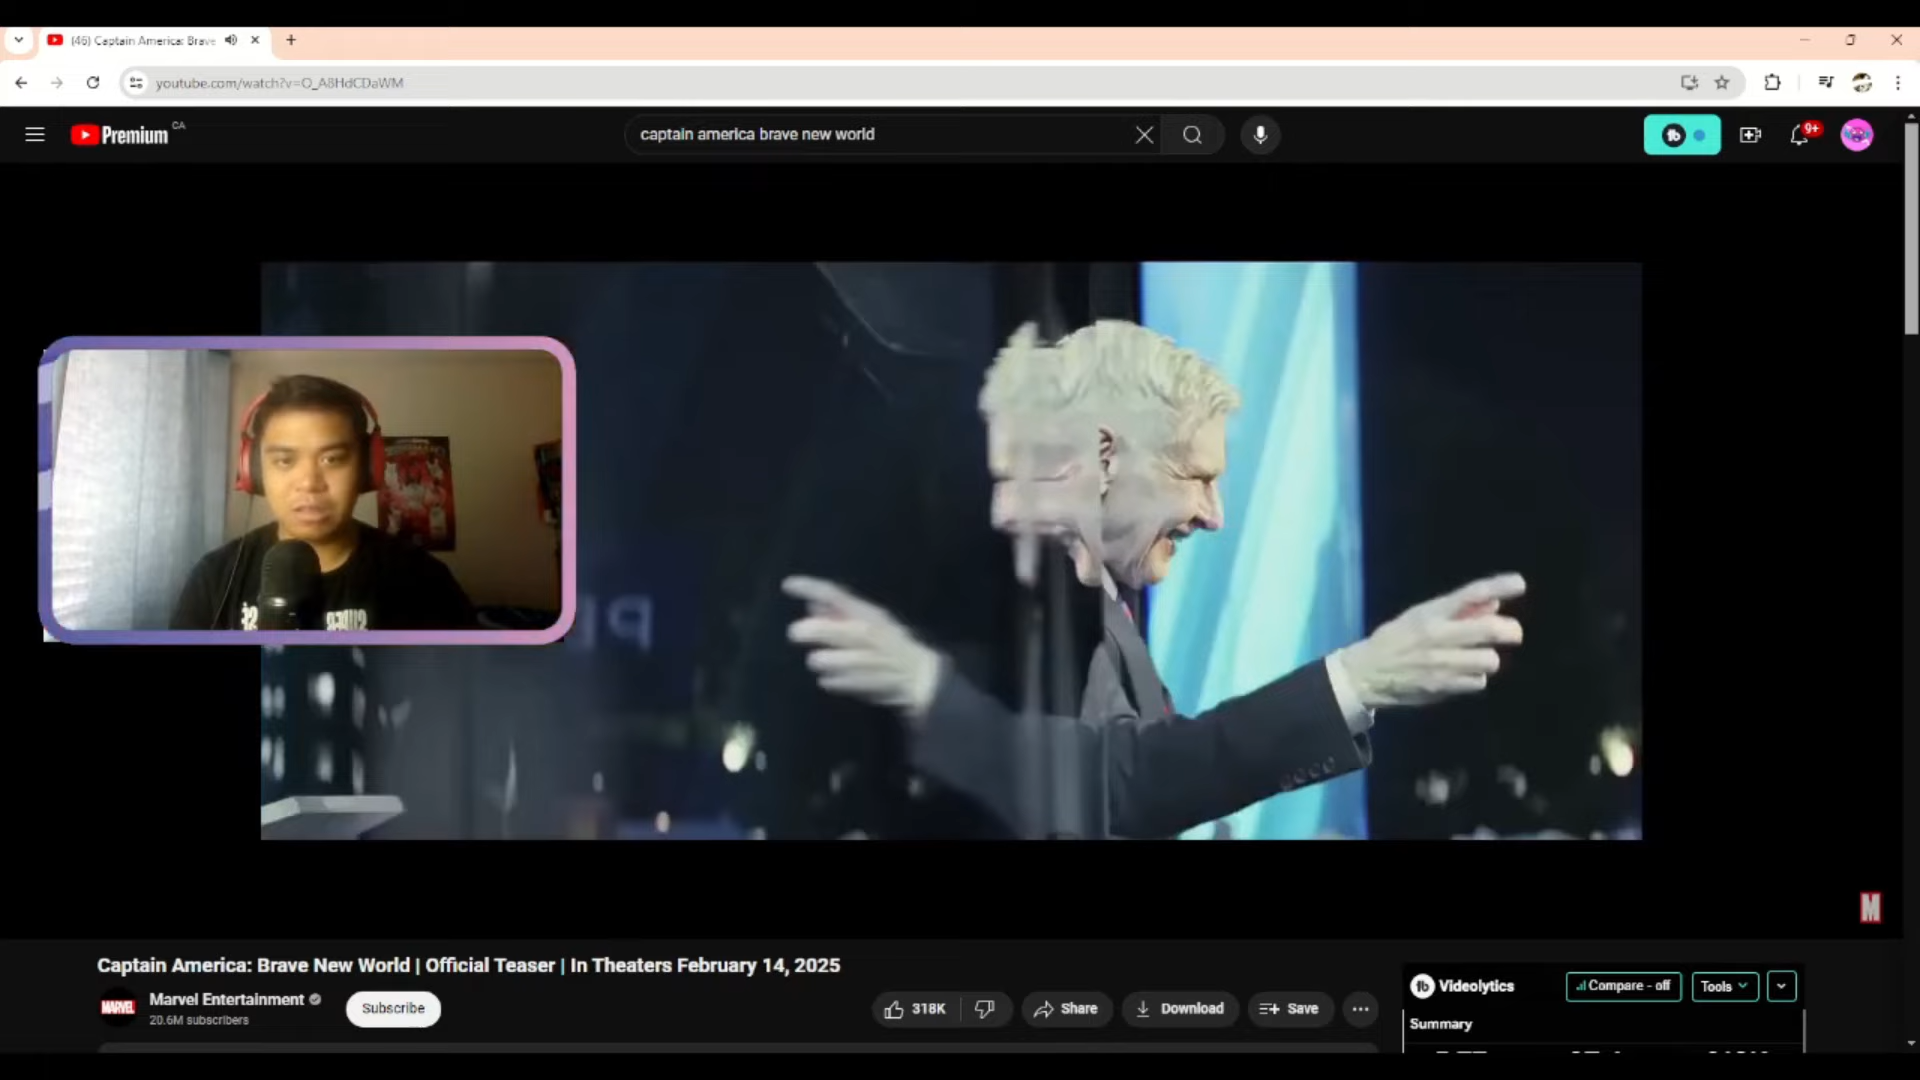 (46) Captain America: Brave
youtube.com/watch?v=O_A8HdCDaWM
Premium CA
captain america brave new world
9+
M
Captain America: Brave New World | Official Teaser | In Theaters February 14, 2025
MARVEL
Marvel Entertainment
20.6M subscribers
Subscribe
318K
Share
Download
Save
Videolytics
Compare - off
Tools
Summary